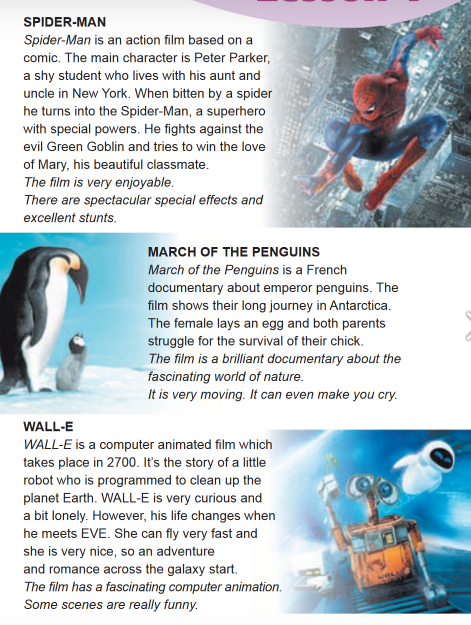 SPIDER-MAN
Spider-Man is an action film based on a
comic. The main character is Peter Parker,
a shy student who lives with his aunt and
uncle in New York. When bitten by a spider
he turns into the Spider-Man, a superhero
with special powers. He fights against the
evil Green Goblin and tries to win the love
of Mary, his beautiful classmate.
The film is very enjoyable.
There are spectacular special effects and
excellent stunts.
MARCH OF THE PENGUINS
March of the Penguins is a French
documentary about emperor penguins. The
film shows their long journey in Antarctica.
The female lays an egg and both parents
struggle for the survival of their chick.
The film is a brilliant documentary about the
fascinating world of nature.
It is very moving. It can even make you cry.
WALL-E
WALL-E is a computer animated film which
takes place in 2700. It's the story of a little
robot who is programmed to clean up the
planet Earth. WALL-E is very curious and
a bit lonely. However, his life changes when
he meets EVE. She can fly very fast and
she is very nice, so an adventure
and romance across the galaxy start.
The film has a fascinating computer animation.
Some scenes are really funny.